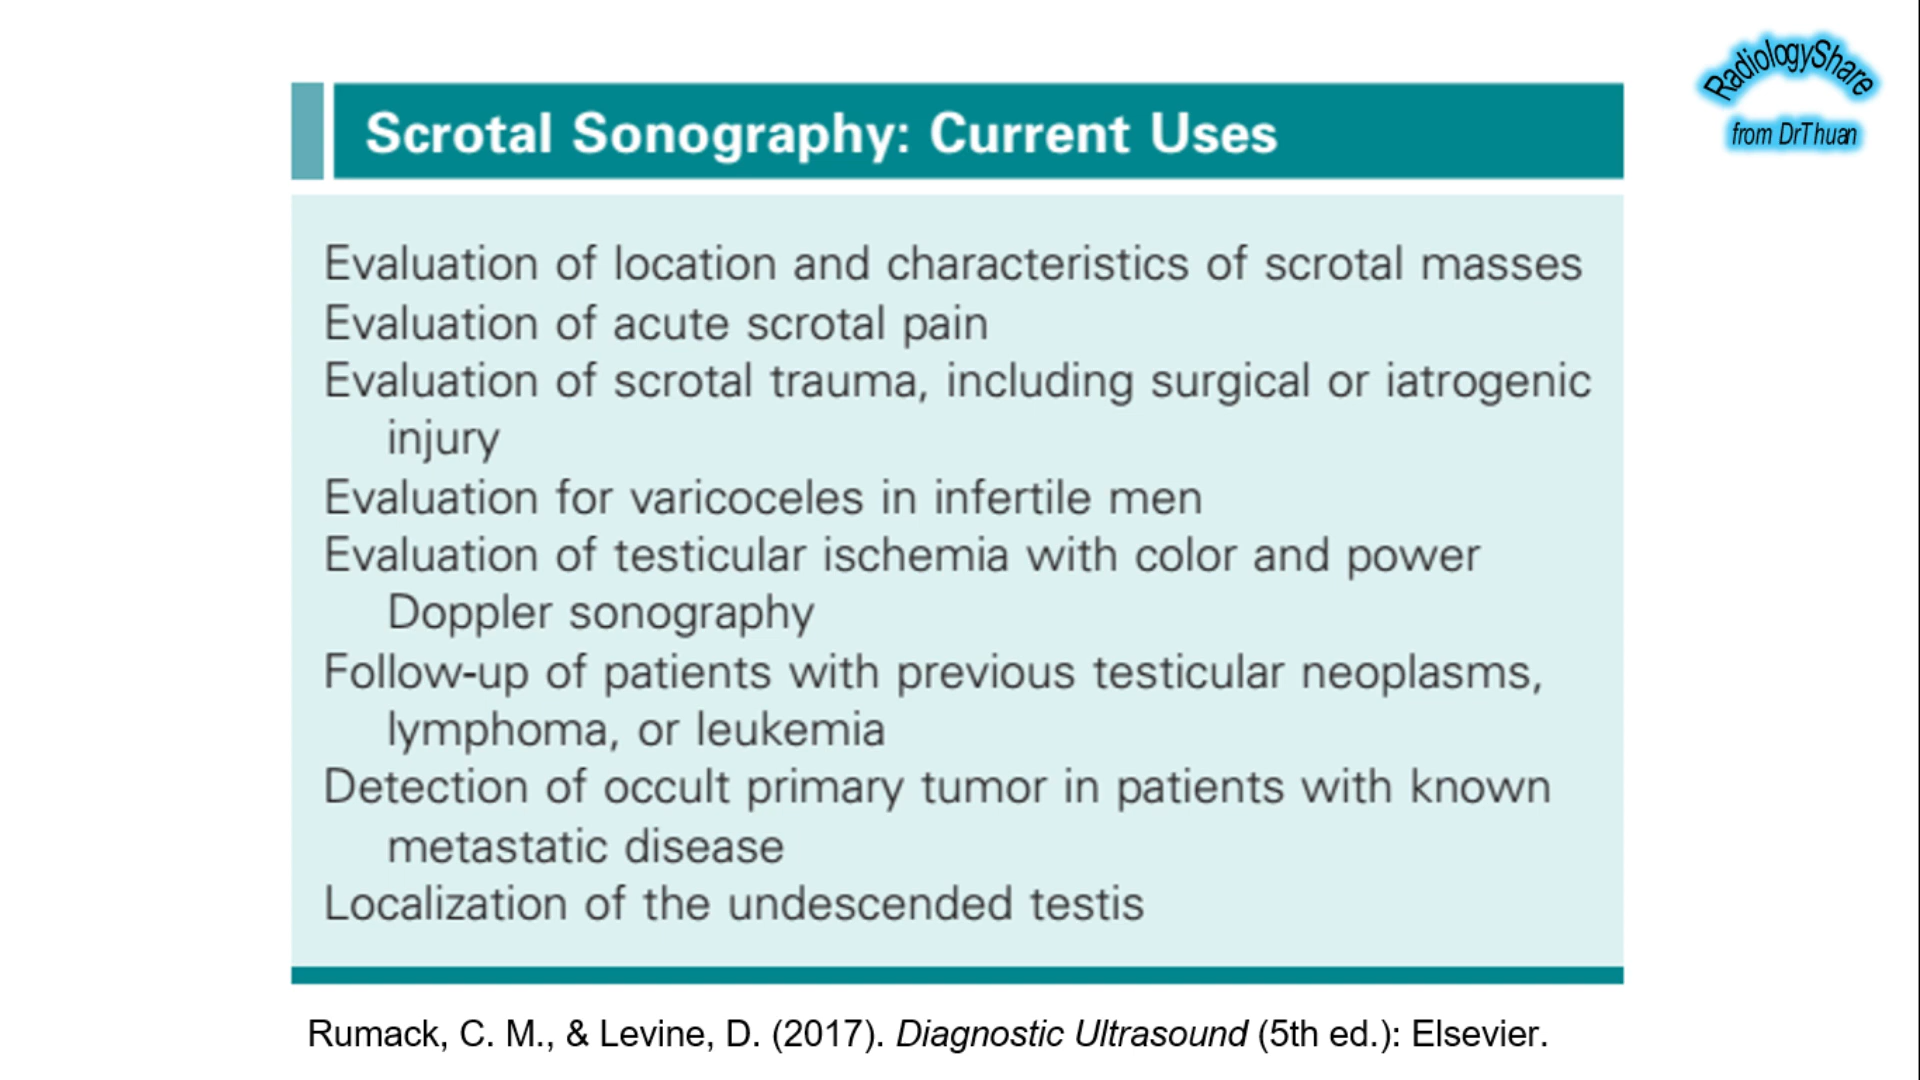 RadiologyShare
from DrThuan
Scrotal Sonography: Current Uses
Evaluation of location and characteristics of scrotal masses
Evaluation of acute scrotal pain
Evaluation of scrotal trauma, including surgical or iatrogenic
injury
Evaluation for varicoceles in infertile men
Evaluation of testicular ischemia with color and power
Doppler sonography
Follow-up of patients with previous testicular neoplasms,
lymphoma, or leukemia
Detection of occult primary tumor in patients with known
metastatic disease
Localization of the undescended testis
Rumack, C. M., & Levine, D. (2017). Diagnostic Ultrasound (5th ed.): Elsevier.